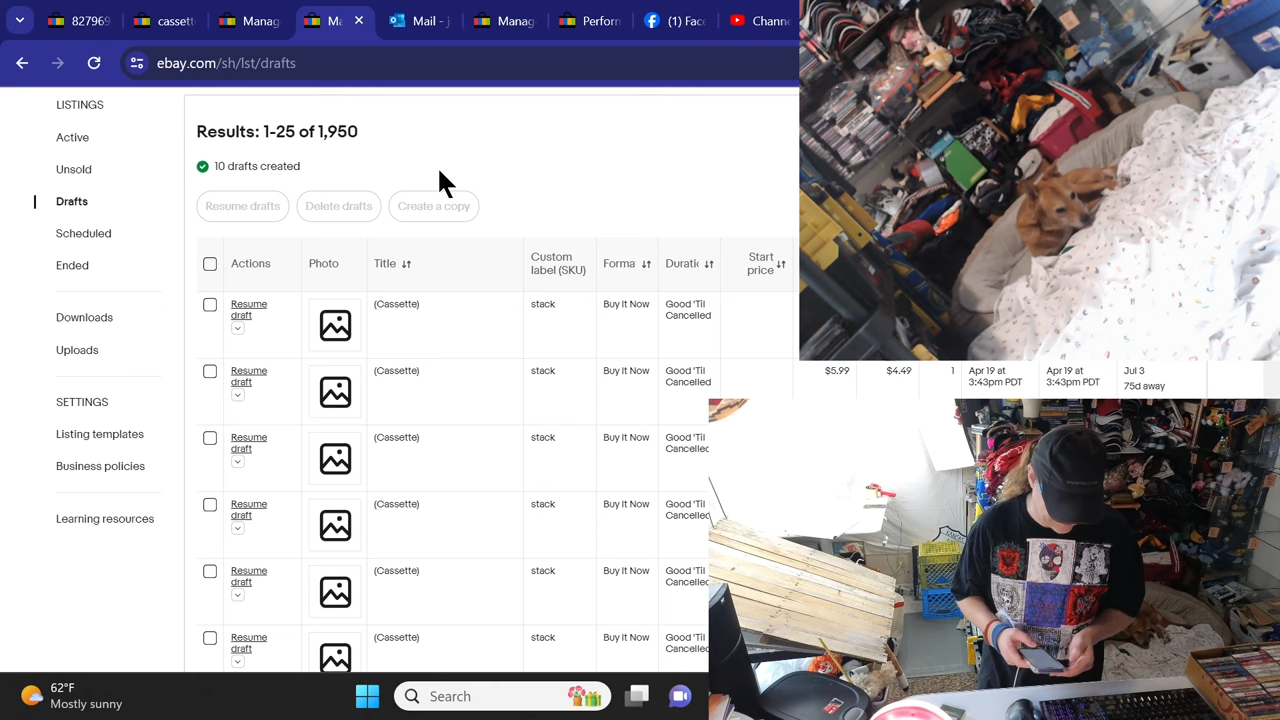 827969
cassett
Manag
Ma
Mail - j
Manag
Perforn
(1) Fac
Chann
ebay.com/sh/lst/drafts
LISTINGS
Active
Unsold
Drafts
Scheduled
Ended
Downloads
Uploads
SETTINGS
Listing templates
Business policies
Learning resources
Results: 1-25 of 1,950
10 drafts created
Resume drafts
Delete drafts
Create a copy
Actions
Photo
Title
Custom
label (SKU)
Forma
Duratic
Start
price
Resume
draft
(Cassette)
stack
Buy It Now
Good 'Til
Cancelled
Resume
draft
(Cassette)
stack
Buy It Now
Good 'Til
Cancelled
$5.99
$4.49
1
Apr 19 at
3:43pm PDT
Apr 19 at
3:43pm PDT
Jul 3
75d away
Resume
draft
(Cassette)
stack
Buy It Now
Good 'Til
Cancelled
Resume
draft
(Cassette)
stack
Buy It Now
Good 'Til
Cancelled
Resume
draft
(Cassette)
stack
Buy It Now
Good 'Til
Cancelled
Resume
draft
(Cassette)
stack
Buy It Now
Good 'Til
Cancelled
62°F
Mostly sunny
Search